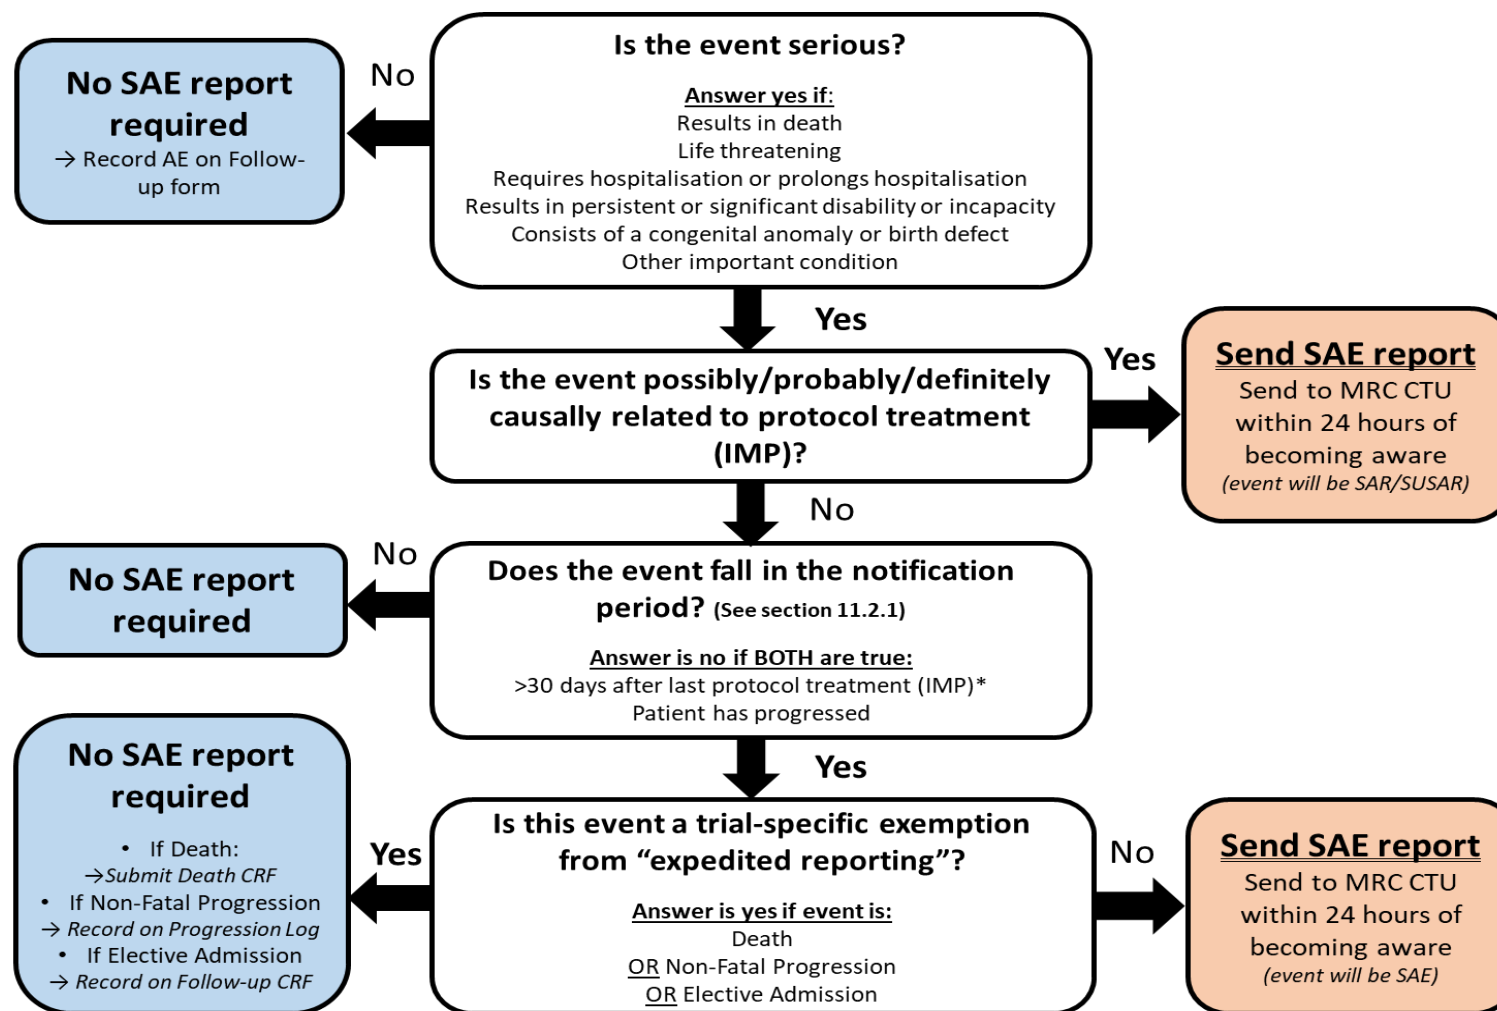 Is the event serious?
Answer yes if:
Results in death
Life threatening
Requires hospitalisation or prolongs hospitalisation
Results in persistent or significant disability or incapacity
Consists of a congenital anomaly or birth defect
Other important condition
No
No SAE report
required
→ Record AE on Follow-
up form
Yes
Is the event possibly/probably/definitely
causally related to protocol treatment
(IMP)?
Yes
Send SAE report
Send to MRC CTU
within 24 hours of
becoming aware
(event will be SAR/SUSAR)
No
Does the event fall in the notification
period? (See section 11.2.1)
Answer is no if BOTH are true:
>30 days after last protocol treatment (IMP)*
Patient has progressed
No
No SAE report
required
Yes
Is this event a trial-specific exemption
from “expedited reporting”?
Answer is yes if event is:
Death
OR Non-Fatal Progression
OR Elective Admission
Yes
No SAE report
required
• If Death:
→Submit Death CRF
• If Non-Fatal Progression
→ Record on Progression Log
• If Elective Admission
→ Record on Follow-up CRF
No
Send SAE report
Send to MRC CTU
within 24 hours of
becoming aware
(event will be SAE)